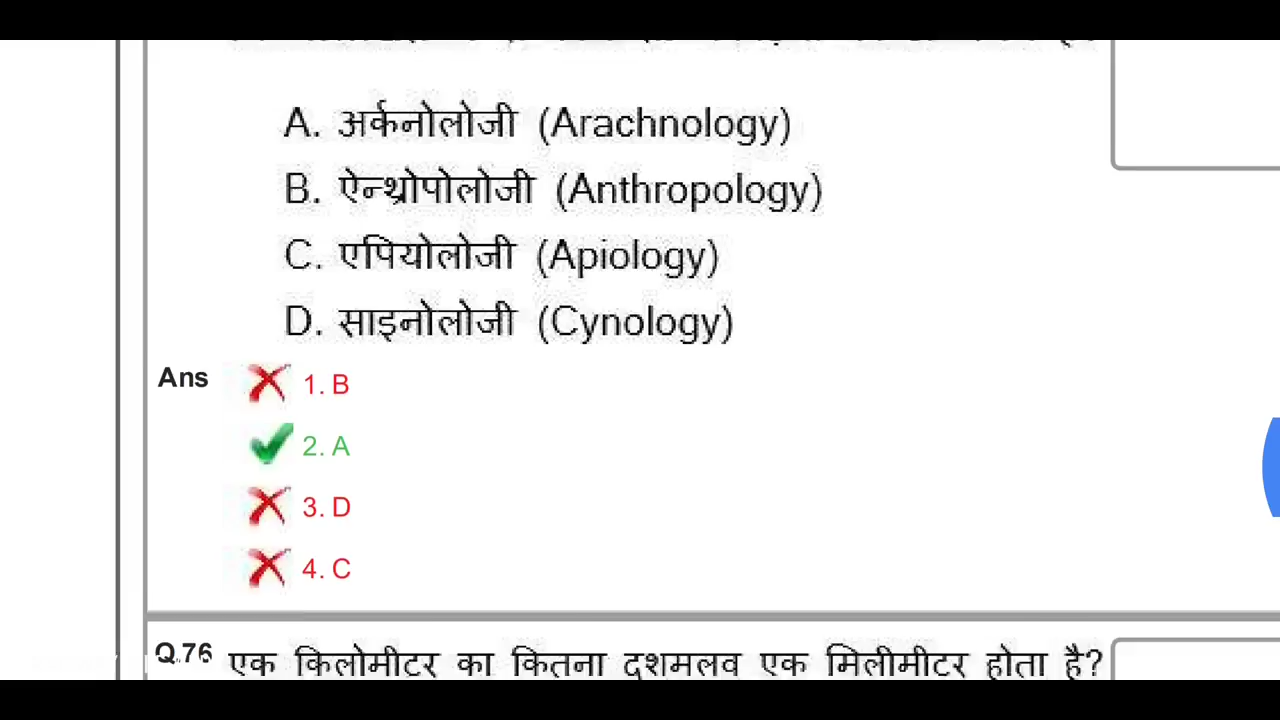 A. अर्कनोलोजी (Arachnology)
B. ऐन्थ्रोपोलोजी (Anthropology)
C. एपियोलोजी (Apiology)
D. साइनोलोजी (Cynology)
Ans
1. B
2. A
3. D
4. C
Q.76 एक किलोमीटर का कितना दशमलव एक मिलीमीटर होता है?